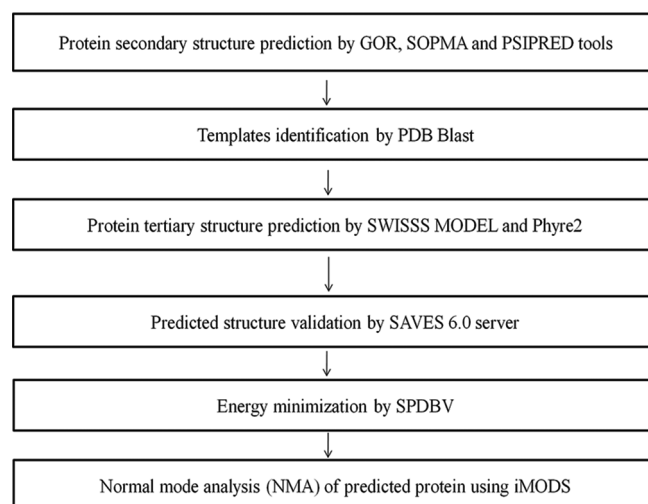 Protein secondary structure prediction by GOR, SOPMA and PSIPRED tools
Templates identification by PDB Blast
Protein tertiary structure prediction by SWISSS MODEL and Phyre2
Predicted structure validation by SAVES 6.0 server
Energy minimization by SPDBV
Normal mode analysis (NMA) of predicted protein using iMODS